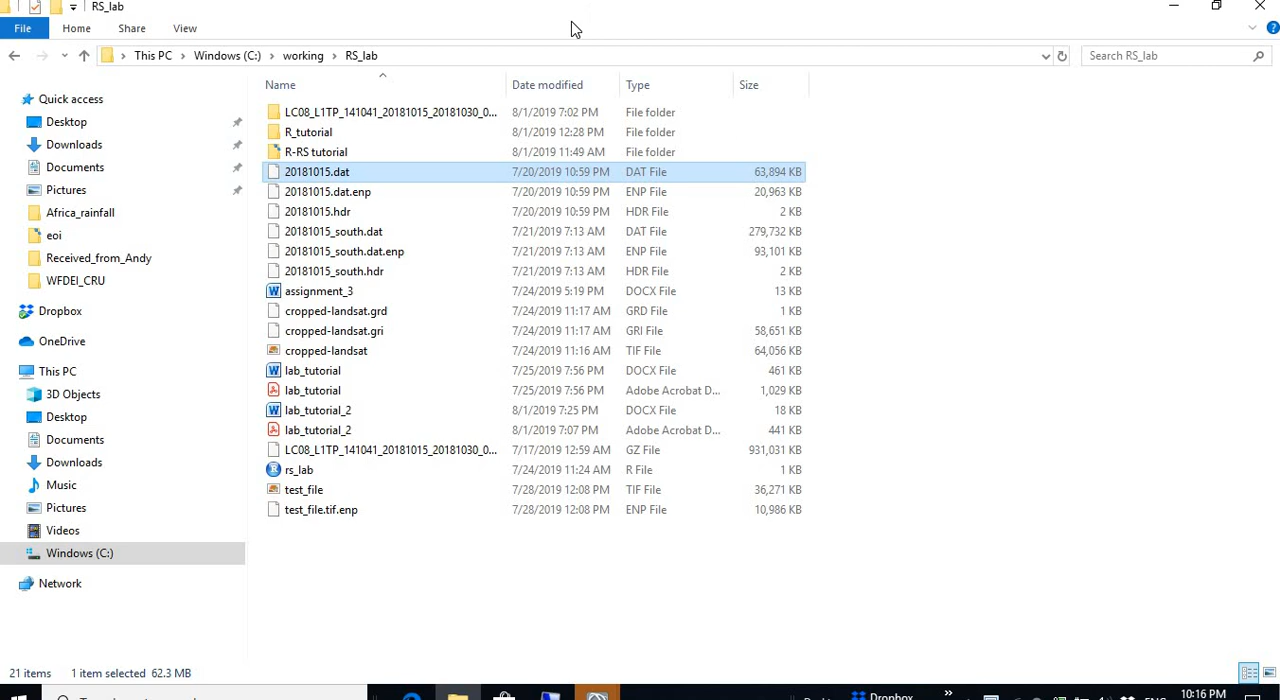 RS_lab
File Home Share View
This PC Windows (C:) working RS_lab Search RS_lab
Name Date modified Type Size
Quick access
Desktop
Downloads
Documents
Pictures
Africa_rainfall
eoi
Received_from_Andy
WFDEI_CRU
Dropbox
OneDrive
This PC
3D Objects
Desktop
Documents
Downloads
Music
Pictures
Videos
Windows (C:)
Network
LC08_L1TP_141041_20181015_20181030_0... 8/1/2019 7:02 PM File folder
R_tutorial 8/1/2019 12:28 PM File folder
R-RS tutorial 8/1/2019 11:49 AM File folder
20181015.dat 7/20/2019 10:59 PM DAT File 63,894 KB
20181015.dat.enp 7/20/2019 10:59 PM ENP File 20,963 KB
20181015.hdr 7/20/2019 10:59 PM HDR File 2 KB
20181015_south.dat 7/21/2019 7:13 AM DAT File 279,732 KB
20181015_south.dat.enp 7/21/2019 7:13 AM ENP File 93,101 KB
20181015_south.hdr 7/21/2019 7:13 AM HDR File 2 KB
assignment_3 7/24/2019 5:19 PM DOCX File 13 KB
cropped-landsat.grd 7/24/2019 11:17 AM GRD File 1 KB
cropped-landsat.gri 7/24/2019 11:17 AM GRI File 58,651 KB
cropped-landsat 7/24/2019 11:16 AM TIF File 64,056 KB
lab_tutorial 7/25/2019 7:56 PM DOCX File 461 KB
lab_tutorial 7/25/2019 7:56 PM Adobe Acrobat D... 1,029 KB
lab_tutorial_2 8/1/2019 7:25 PM DOCX File 18 KB
lab_tutorial_2 8/1/2019 7:07 PM Adobe Acrobat D... 441 KB
LC08_L1TP_141041_20181015_20181030_0... 7/17/2019 12:59 AM GZ File 931,031 KB
rs_lab 7/24/2019 11:24 AM R File 1 KB
test_file 7/28/2019 12:08 PM TIF File 36,271 KB
test_file.tif.enp 7/28/2019 12:08 PM ENP File 10,986 KB
21 items 1 item selected 62.3 MB
Dropbox 10:16 PM